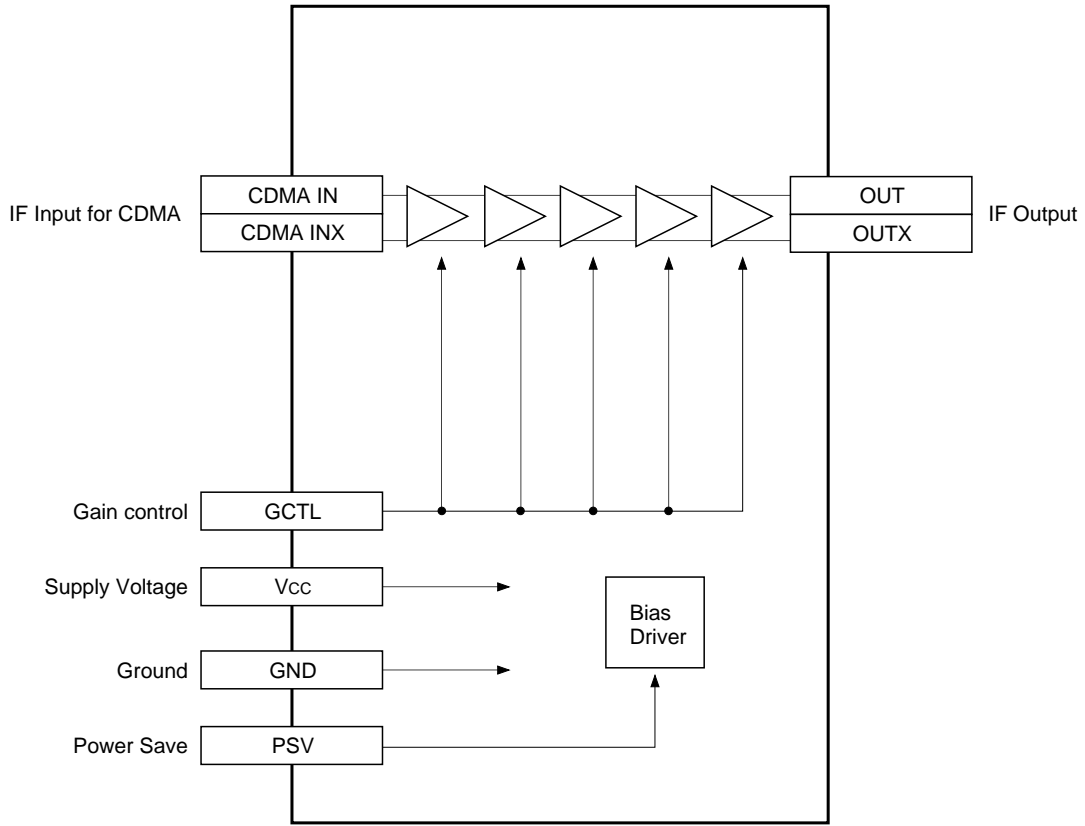 CDMA IN
OUT
IF Input for CDMA
IF Output
CDMA INX
OUTX
Gain control
GCTL
Supply Voltage
VCC
Bias
Driver
Ground
GND
Power Save
PSV